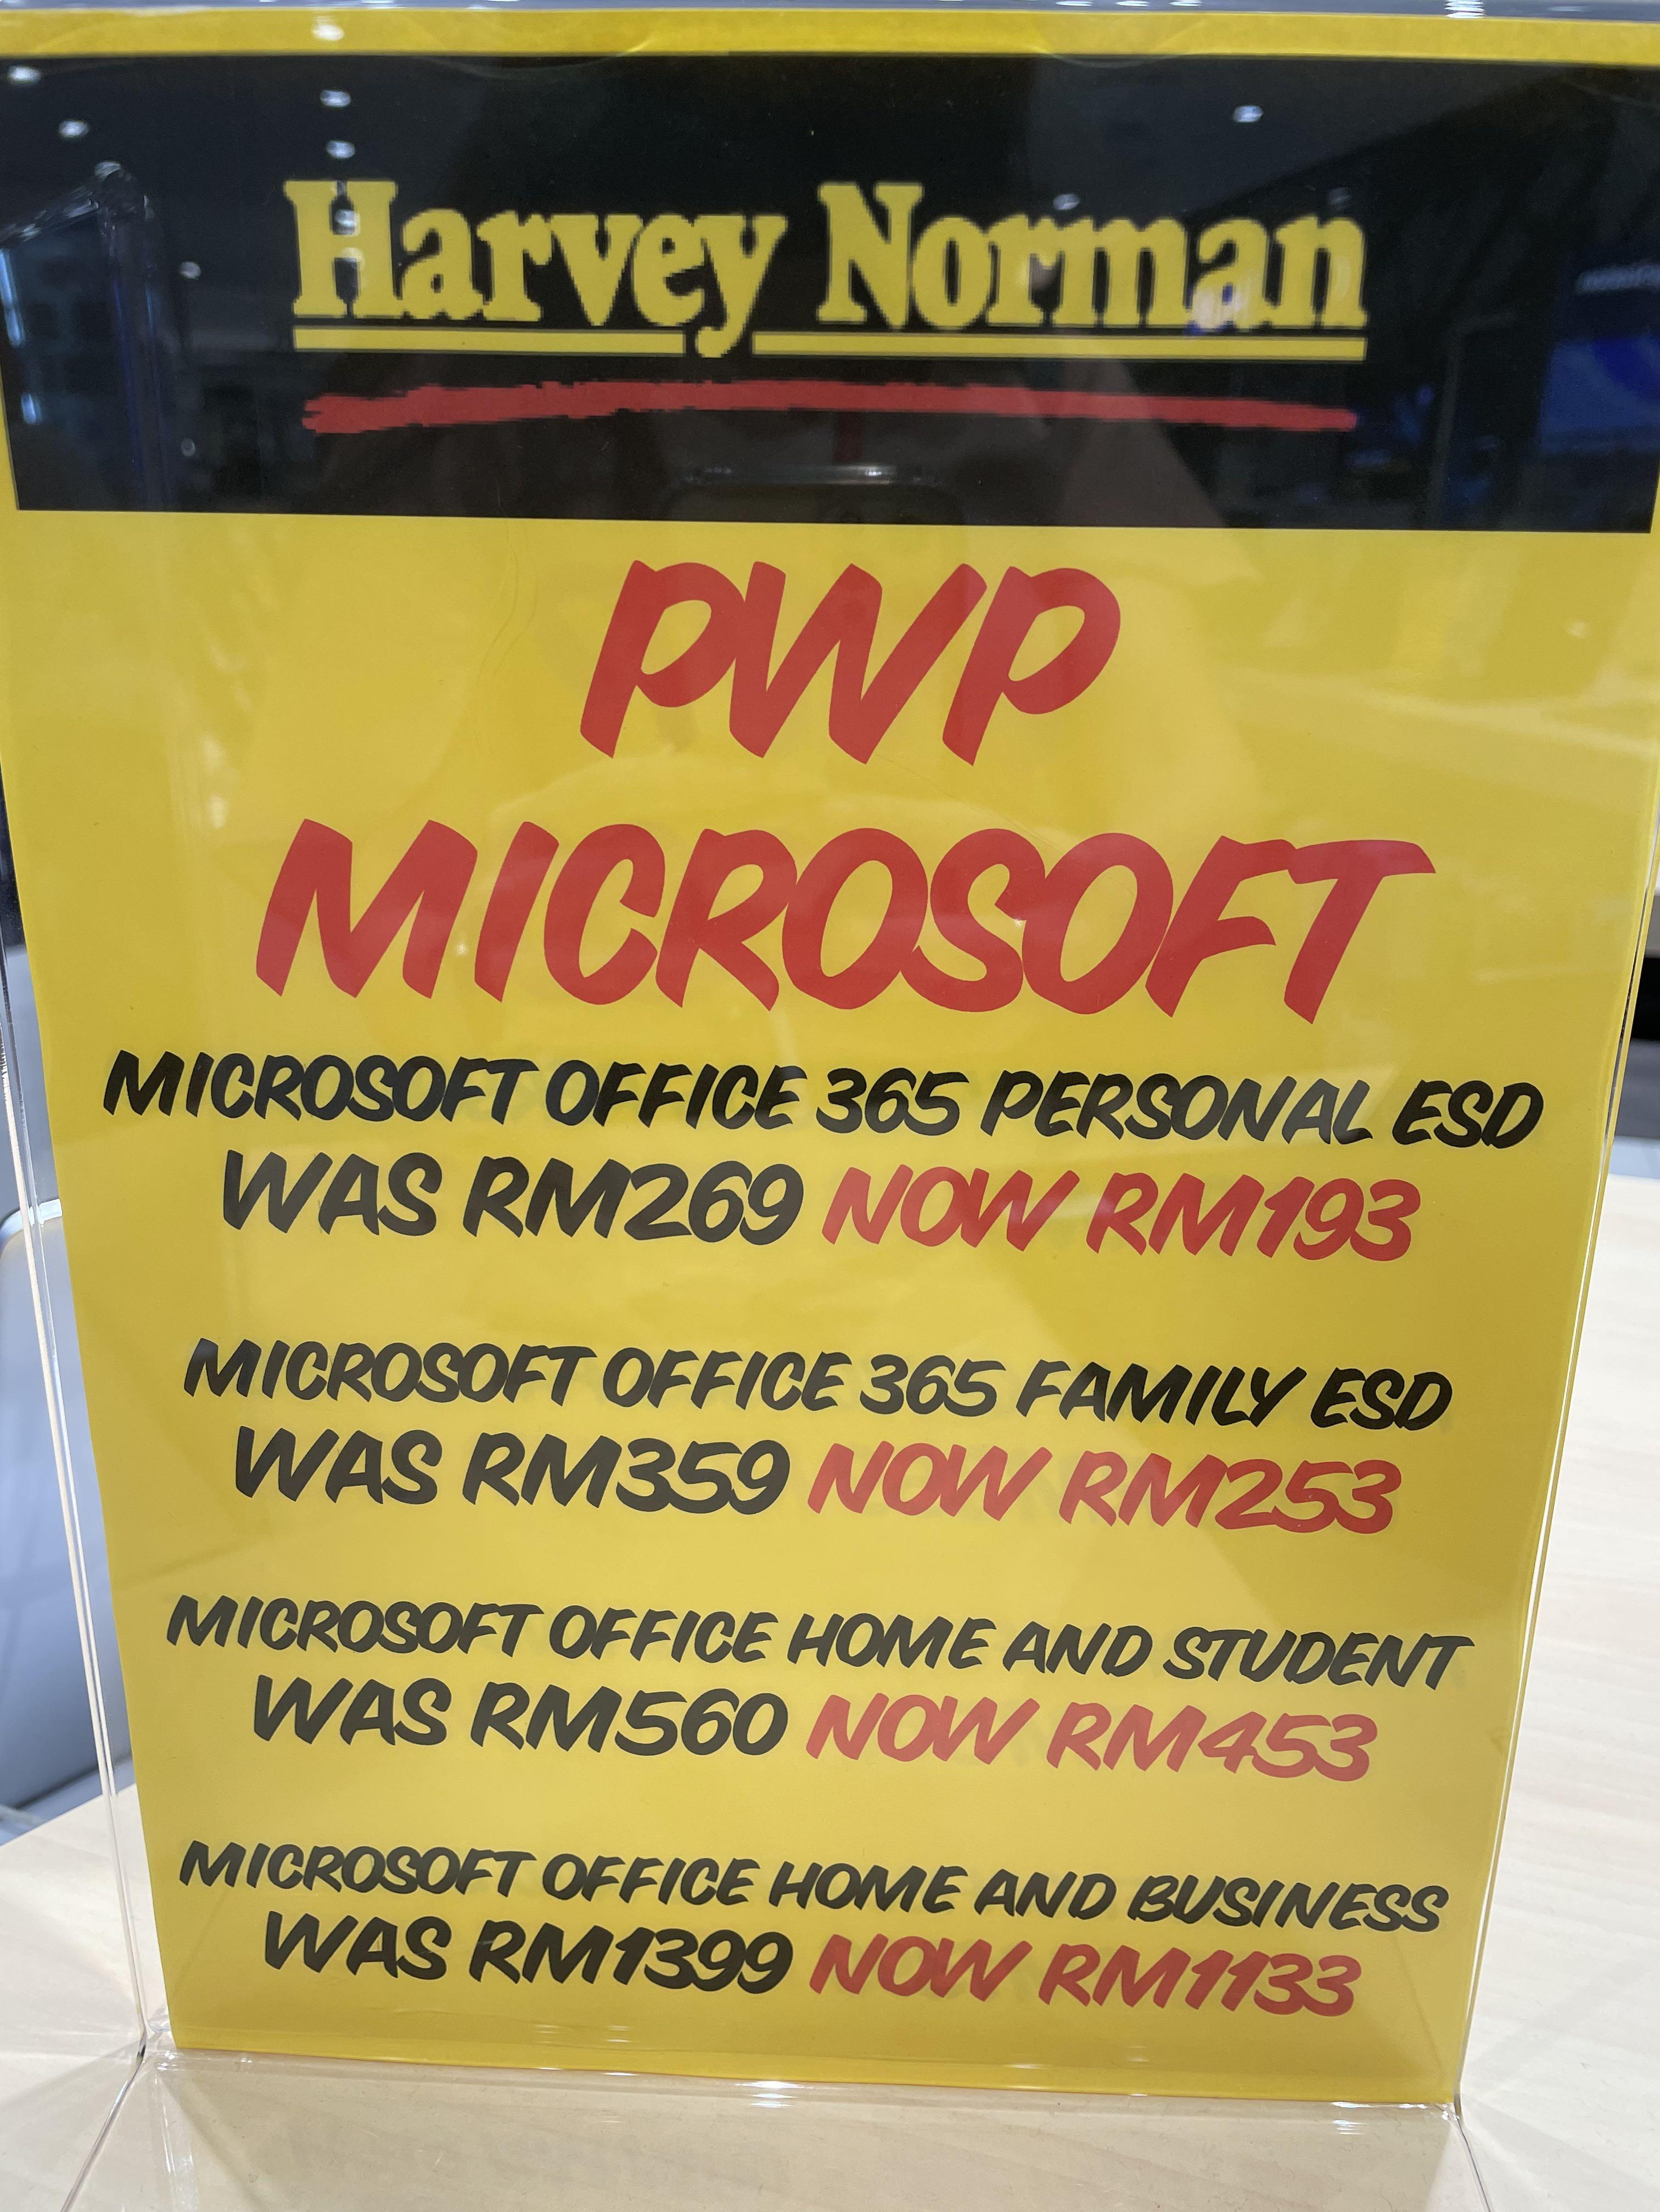 Harvey Norman
PWP
MICROSOFT
MICROSOFT OFFICE 365 PERSONAL ESD
WAS RM269 NOW RM193
MICROSOFT OFFICE 365 FAMILY ESD
WAS RM359 NOW RM253
MICROSOFT OFFICE HOME AND STUDENT
WAS RM560 NOW RM453
MICROSOFT OFFICE HOME AND BUSINESS
WAS RM1399 NOW RM1133